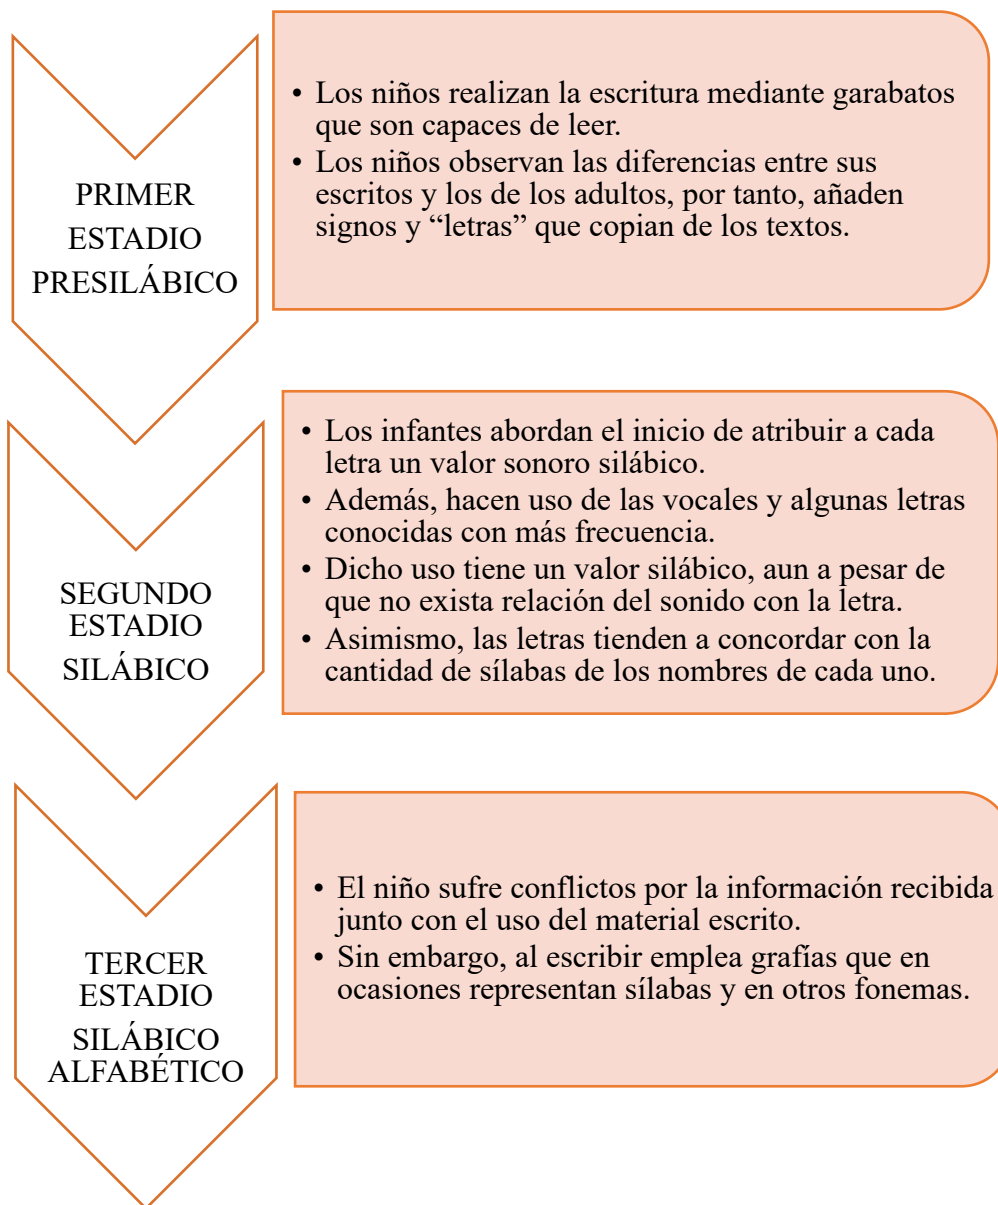 PRIMER
ESTADIO
PRESILÁBICO
• Los niños realizan la escritura mediante garabatos
que son capaces de leer.
• Los niños observan las diferencias entre sus
escritos y los de los adultos, por tanto, añaden
signos y “letras” que copian de los textos.
SEGUNDO
ESTADIO
SILÁBICO
• Los infantes abordan el inicio de atribuir a cada
letra un valor sonoro silábico.
• Además, hacen uso de las vocales y algunas letras
conocidas con más frecuencia.
• Dicho uso tiene un valor silábico, aun a pesar de
que no exista relación del sonido con la letra.
• Asimismo, las letras tienden a concordar con la
cantidad de sílabas de los nombres de cada uno.
TERCER
ESTADIO
SILÁBICO
ALFABÉTICO
• El niño sufre conflictos por la información recibida
junto con el uso del material escrito.
• Sin embargo, al escribir emplea grafías que en
ocasiones representan sílabas y en otros fonemas.